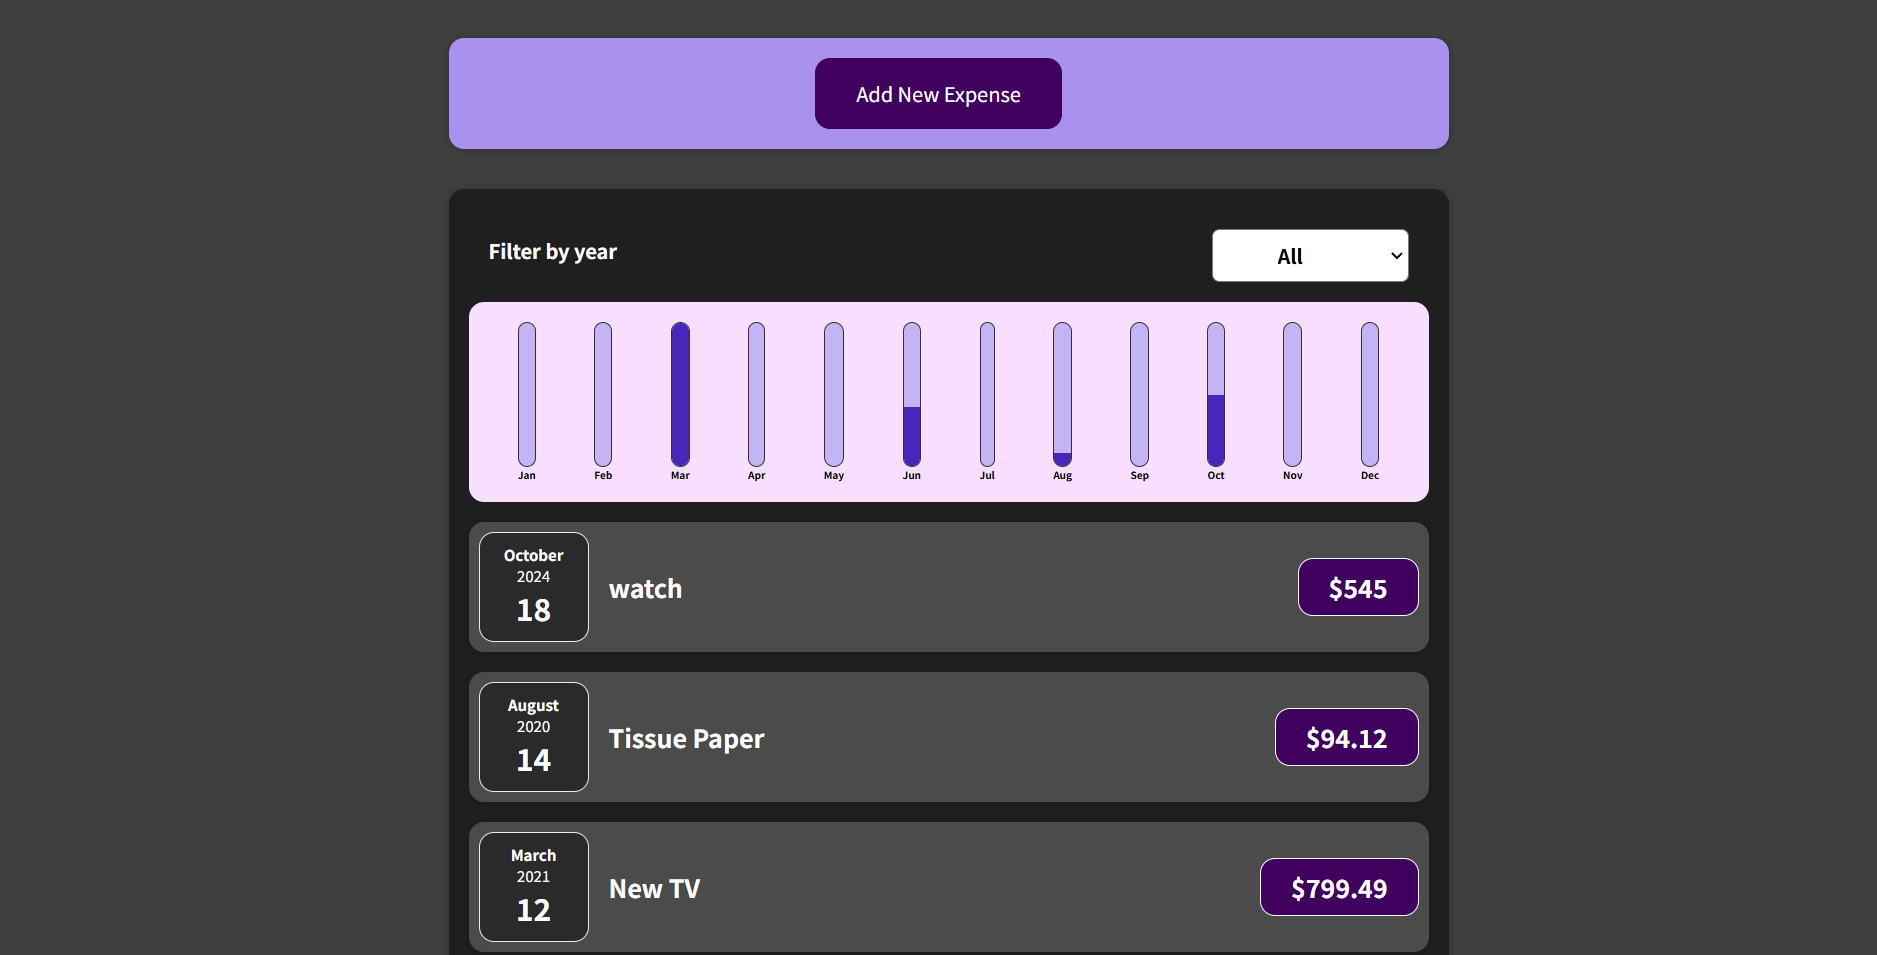 Add New Expense
Filter by year
All
Jan Feb Mar Apr May Jun Jul Aug Sep Oct Nov Dec
October
2024
18
watch
$545
August
2020
14
Tissue Paper
$94.12
March
2021
12
New TV
$799.49